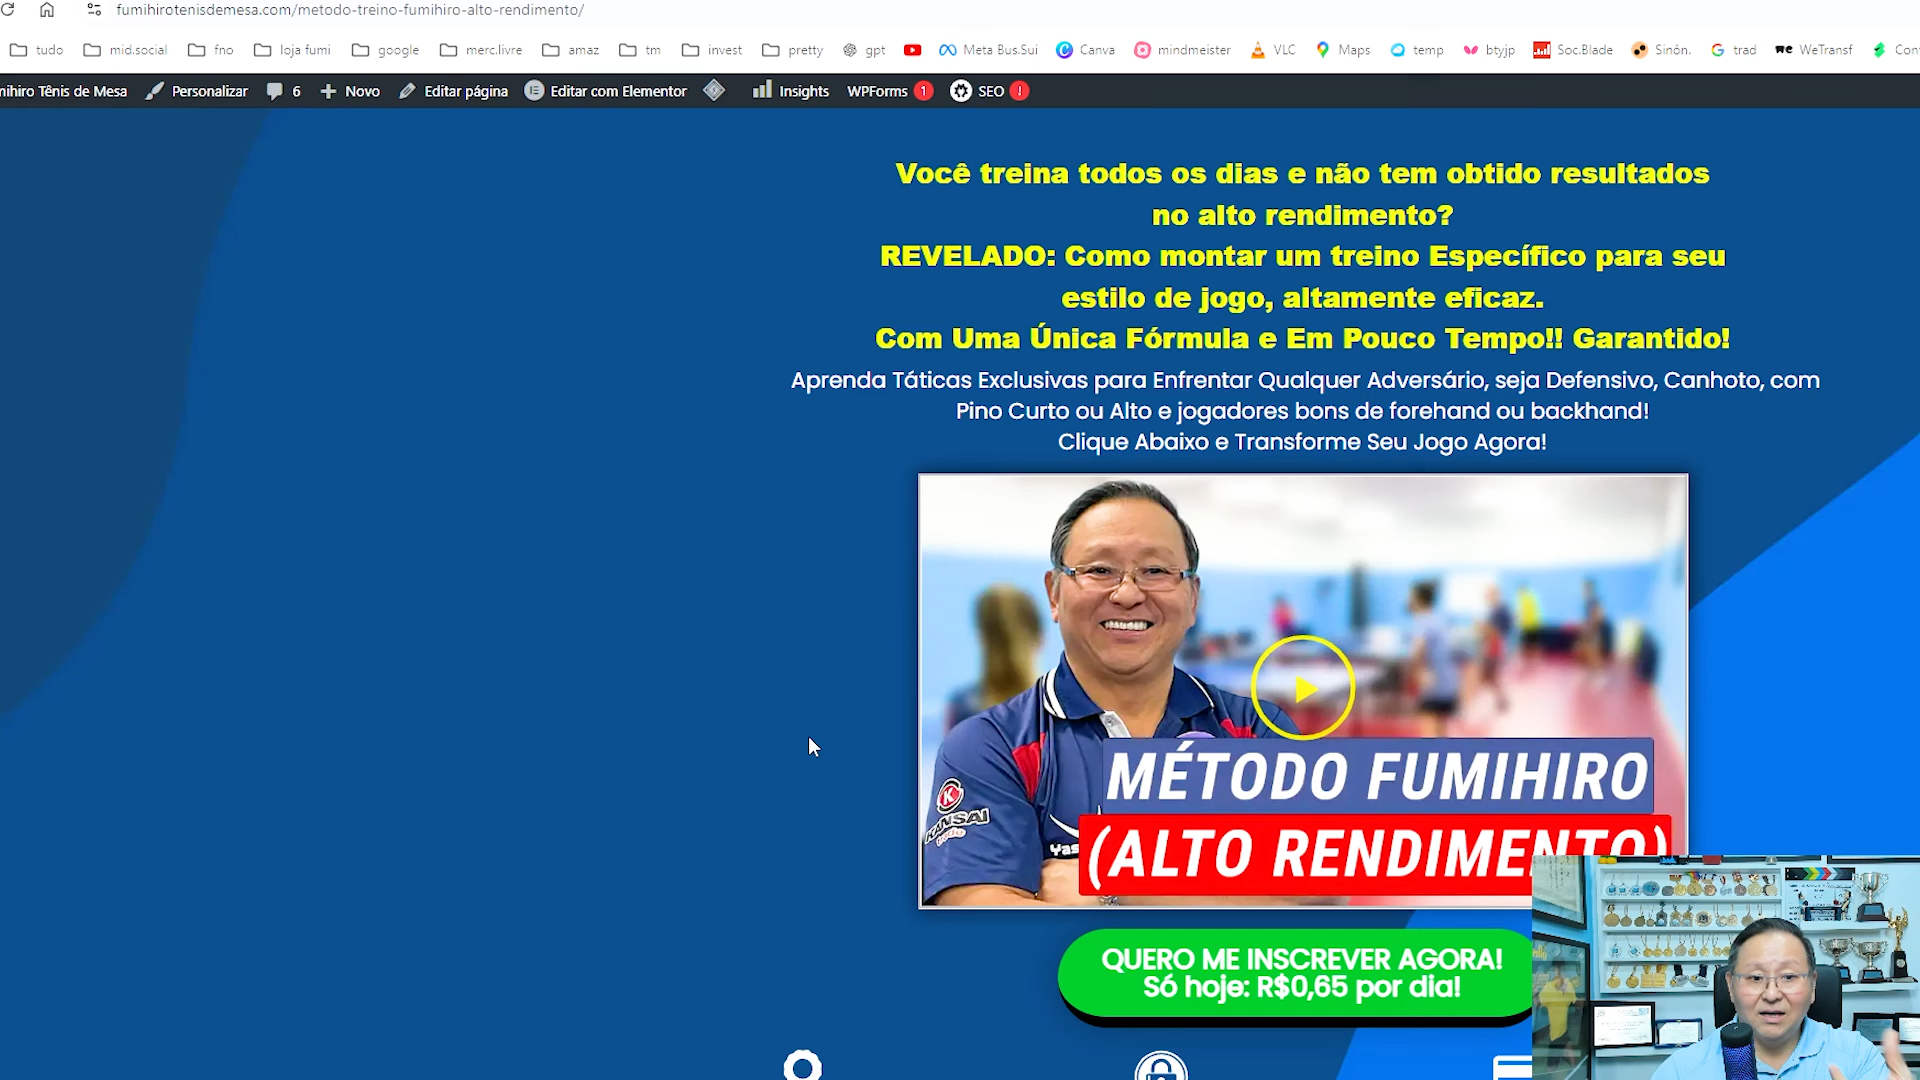 fumihirotenisdemesa.com/metodo-treino-fumihiro-alto-rendimento/
tudo mid.social fno loja fumi google merc.livre amaz tm invest pretty gpt Meta Bus.Sui Canva mindmeister VLC Maps temp btyjp Soc.Blade Sinôn. trad WeTransf
Tênis de Mesa Personalizar 6 Novo Editar página Editar com Elementor Insights WPForms 1 SEO !
Você treina todos os dias e não tem obtido resultados
no alto rendimento?
REVELADO: Como montar um treino Específico para seu
estilo de jogo, altamente eficaz.
Com Uma Única Fórmula e Em Pouco Tempo!! Garantido!
Aprenda Táticas Exclusivas para Enfrentar Qualquer Adversário, seja Defensivo, Canhoto, com
Pino Curto ou Alto e jogadores bons de forehand ou backhand!
Clique Abaixo e Transforme Seu Jogo Agora!
K
KANSAI
MÉTODO FUMIHIRO
(ALTO RENDIMENTO)
QUERO ME INSCREVER AGORA!
Só hoje: R$0,65 por dia!